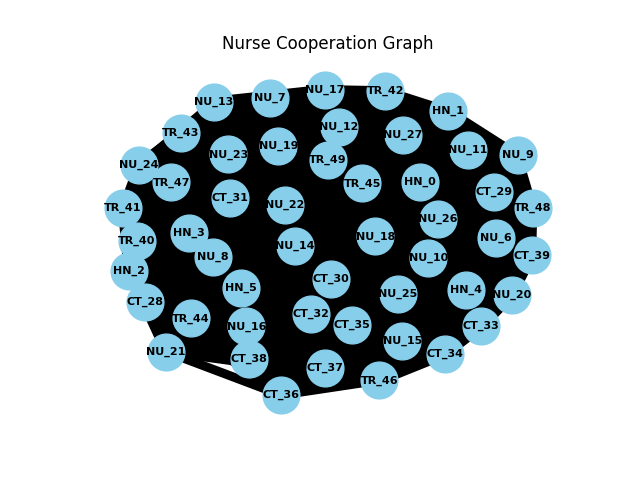 Nurse Cooperation Graph
NU_17
TR_42
NU_7
NU_13
HN_1
NU_12
TR_43
NU_27
NU_19
NU_11
NU_23
NU_9
TR_49
NU_24
TR_47
TR_45
HN_0
CT_29
CT_31
NU_22
TR_41
TR_48
NU_26
HN_3
NU_18
NU_6
TR_40
NU_14
CT_39
NU_8
NU_10
HN_2
CT_30
HN_5
HN_4
NU_25
NU_20
CT_28
CT_32
TR_44
CT_35
NU_16
CT_33
NU_15
NU_21
CT_34
CT_38
CT_37
TR_46
CT_36